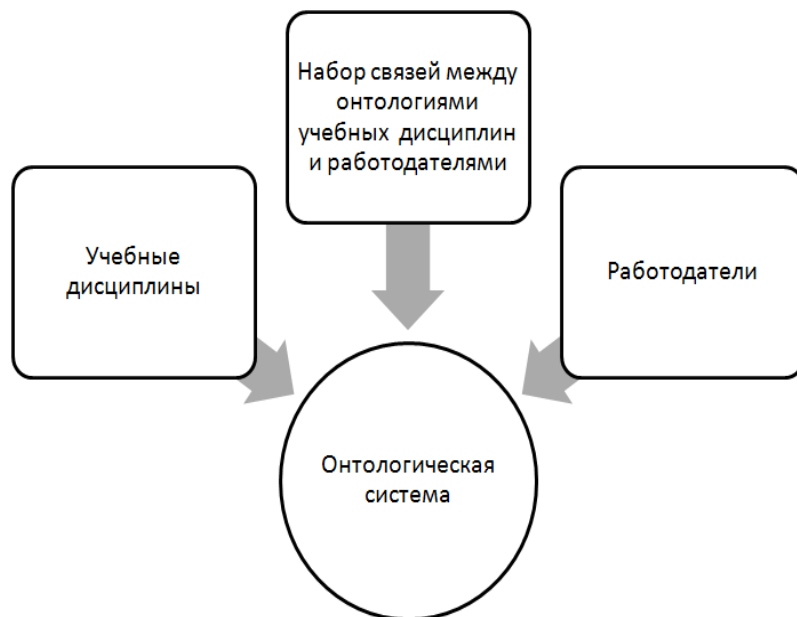 Набор связей между
онтологиями
учебных дисциплин
и работодателями
Учебные
дисциплины
Работодатели
Онтологическая
система